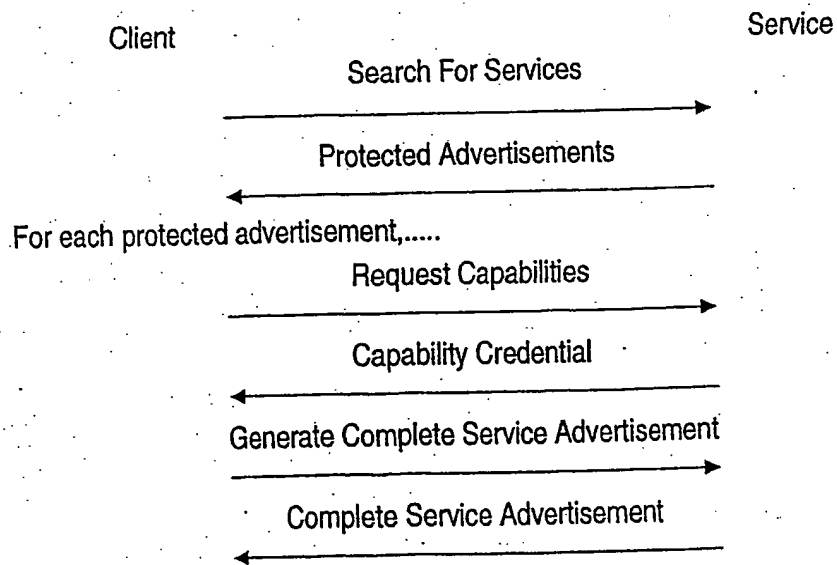 Client
Service
Search For Services
Protected Advertisements
For each protected advertisement,.....
Request Capabilities
Capability Credential
Generate Complete Service Advertisement
Complete Service Advertisement